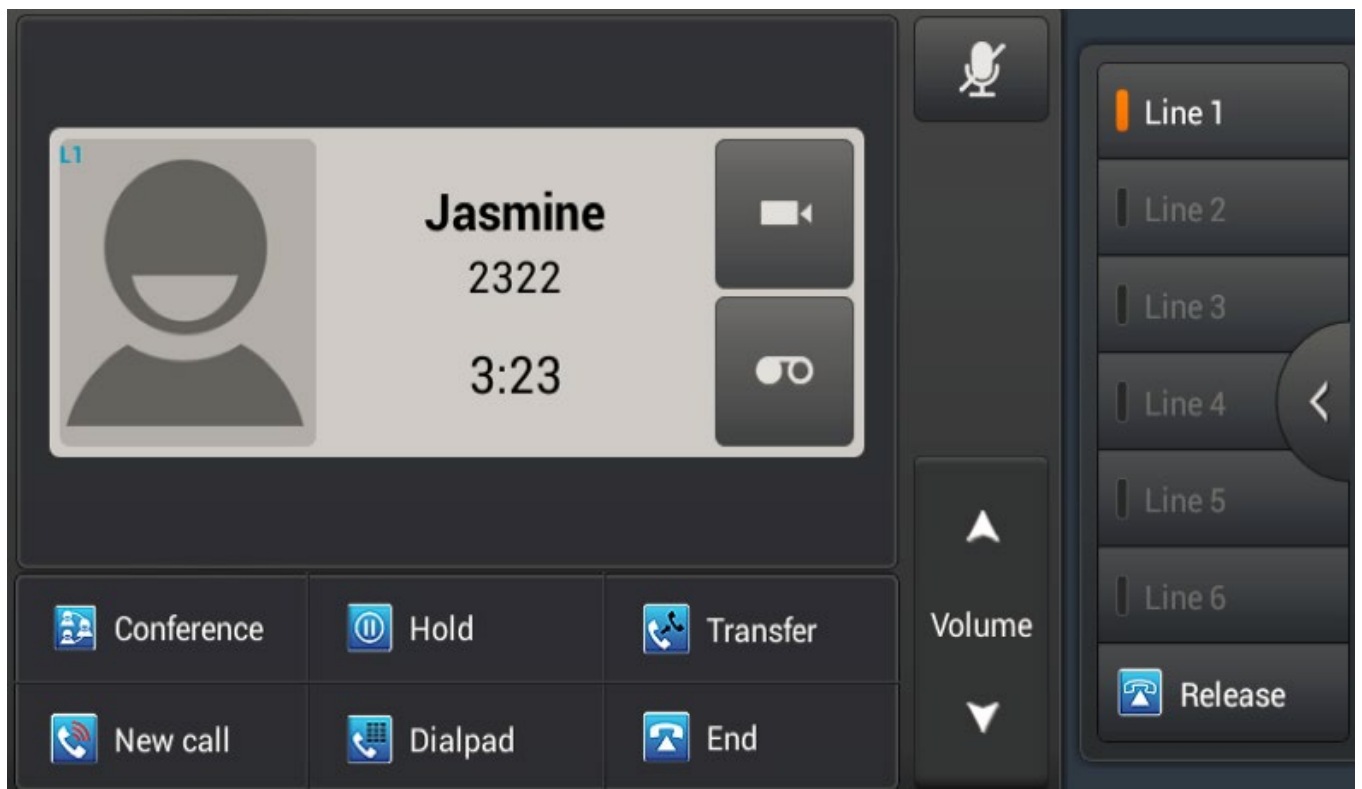 L1
Jasmine
2322
3:23
Conference
Hold
Transfer
New call
Dialpad
End
Volume
Line 1
Line 2
Line 3
Line 4
Line 5
Line 6
Release